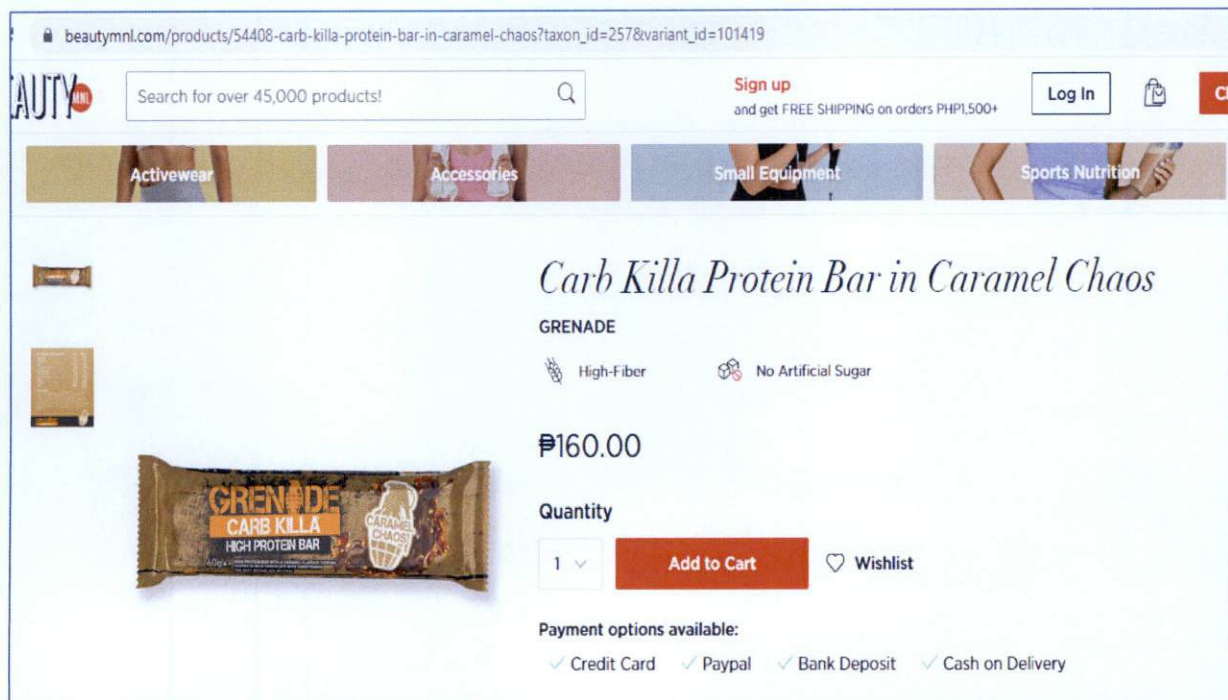 beautymnl.com/products/54408-carb-killa-protein-bar-in-caramel-chaos?taxon_id=257&variant_id=101419
EAUTY MNL
Search for over 45,000 products!
Sign up
and get FREE SHIPPING on orders PHP1,500+
Log In
Activewear
Accessories
Small Equipment
Sports Nutrition
Carb Killa Protein Bar in Caramel Chaos
GRENADE
High-Fiber
No Artificial Sugar
₱160.00
GRENADE
CARB KILLA
HIGH PROTEIN BAR
CARAMEL
CHAOS
60g
Quantity
1
Add to Cart
Wishlist
Payment options available:
Credit Card
Paypal
Bank Deposit
Cash on Delivery